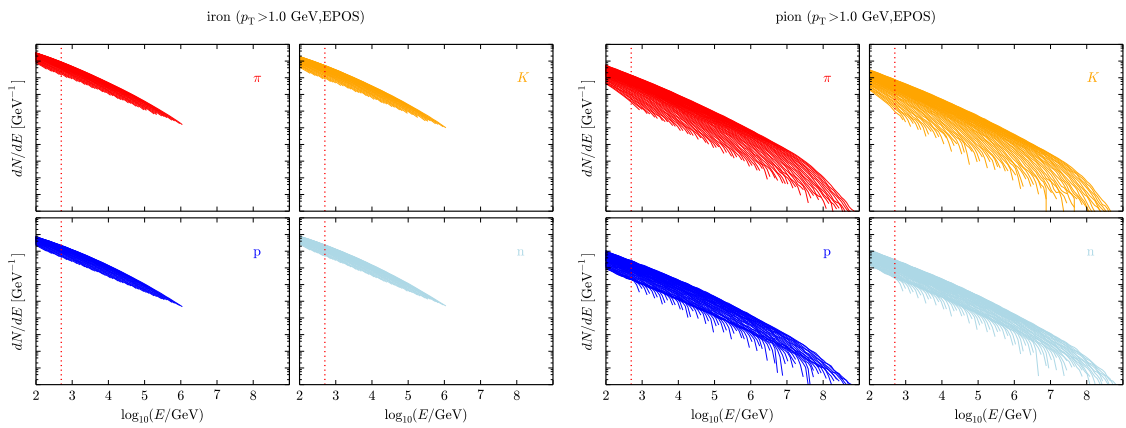 iron (pT >1.0 GeV,EPOS)
pion (pT >1.0 GeV,EPOS)
dN/dE [GeV−1]
π
K
dN/dE [GeV−1]
π
K
dN/dE [GeV−1]
p
n
dN/dE [GeV−1]
p
n
2 3 4 5 6 7 8
2 3 4 5 6 7 8
2 3 4 5 6 7 8
2 3 4 5 6 7 8
log10(E/GeV)
log10(E/GeV)
log10(E/GeV)
log10(E/GeV)